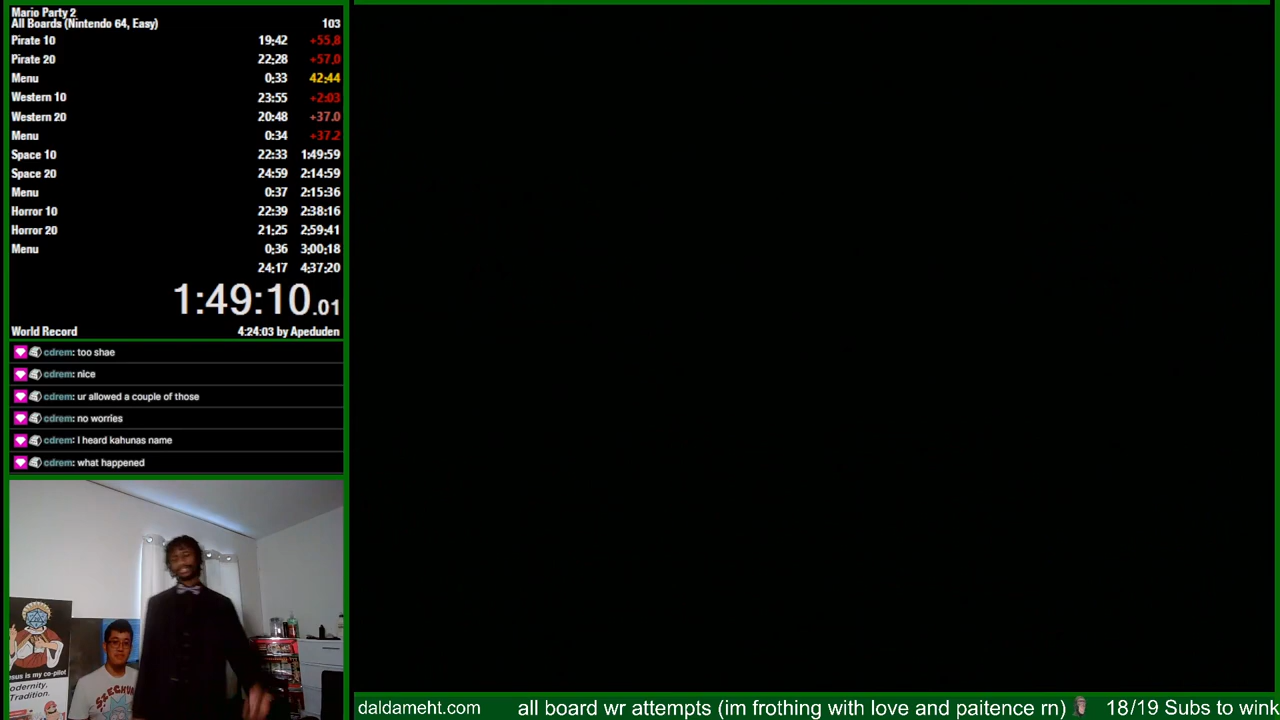 Mario Party 2
All Boards (Nintendo 64, Easy) 103
Pirate 10 19:42 +55.8
Pirate 20 22:28 +57.0
Menu 0:33 42:44
Western 10 23:55 +2:03
Western 20 20:48 +37.0
Menu 0:34 +37.2
Space 10 22:33 1:49:59
Space 20 24:59 2:14:59
Menu 0:37 2:15:36
Horror 10 22:39 2:38:16
Horror 20 21:25 2:59:41
Menu 0:36 3:00:18
24:17 4:37:20
1:49:10.01
World Record 4:24:03 by Apeduden
cdrem: too shae
cdrem: nice
cdrem: ur allowed a couple of those
cdrem: no worries
cdrem: I heard kahunas name
cdrem: what happened
esus is my co-pilot
odernity,
Tradition.
daldameht.com all board wr attempts (im frothing with love and paitence rn) 18/19 Subs to wink